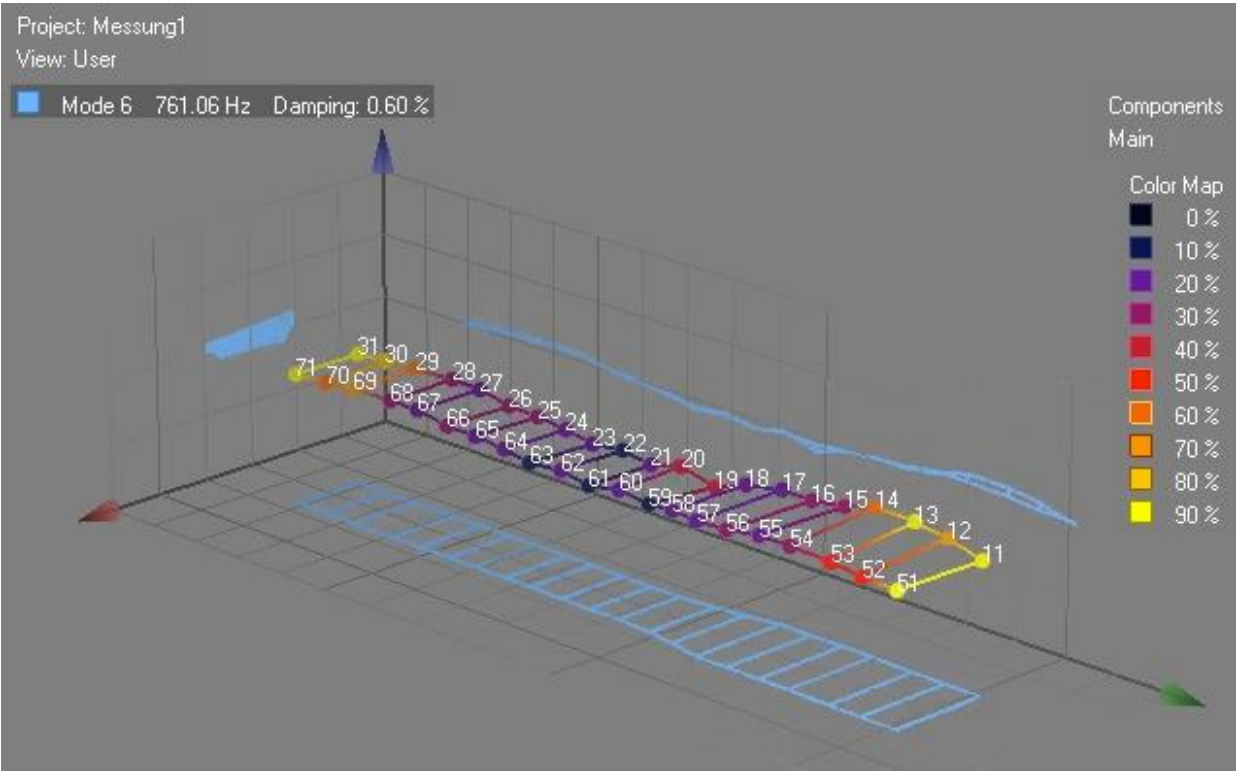 Project: Messung1
View: User
Mode 6 761.06 Hz Damping: 0.60 %
Components
Main
Color Map
0 %
10 %
20 %
30 %
40 %
50 %
60 %
70 %
80 %
90 %
31 30 29 28 27 26 25 24 23 22 21 20 19 18 17 16 15 14 13 12 11
71 70 69 68 67 66 65 64 63 62 61 60 59 58 57 56 55 54 53 52 51